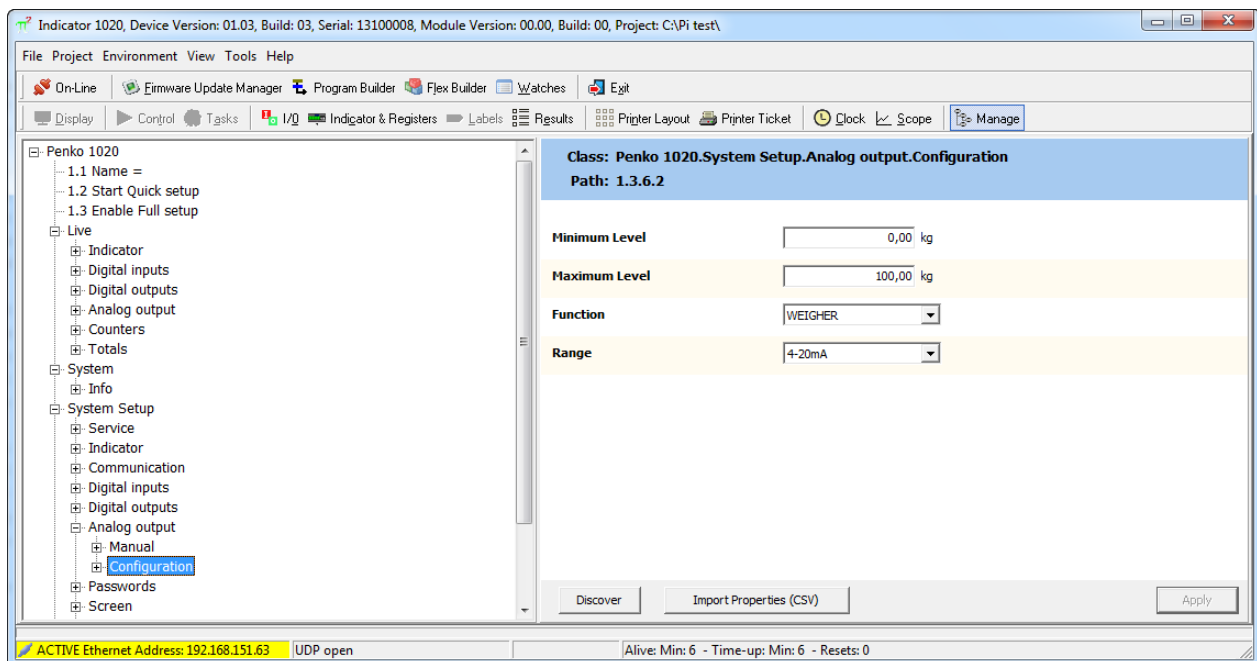 π² Indicator 1020, Device Version: 01.03, Build: 03, Serial: 13100008, Module Version: 00.00, Build: 00, Project: C:\Pi test\
File Project Environment View Tools Help
On-Line Firmware Update Manager Program Builder Flex Builder Watches Exit
Display Control Tasks I/O Indicator & Registers Labels Results Printer Layout Printer Ticket Clock Scope Manage
Penko 1020
1.1 Name =
1.2 Start Quick setup
1.3 Enable Full setup
Live
Indicator
Digital inputs
Digital outputs
Analog output
Counters
Totals
System
Info
System Setup
Service
Indicator
Communication
Digital inputs
Digital outputs
Analog output
Manual
Configuration
Passwords
Screen
Class: Penko 1020.System Setup.Analog output.Configuration
Path: 1.3.6.2
Minimum Level 0,00 kg
Maximum Level 100,00 kg
Function WEIGHER
Range 4-20mA
Discover Import Properties (CSV) Apply
ACTIVE Ethernet Address: 192.168.151.63 UDP open Alive: Min: 6 - Time-up: Min: 6 - Resets: 0